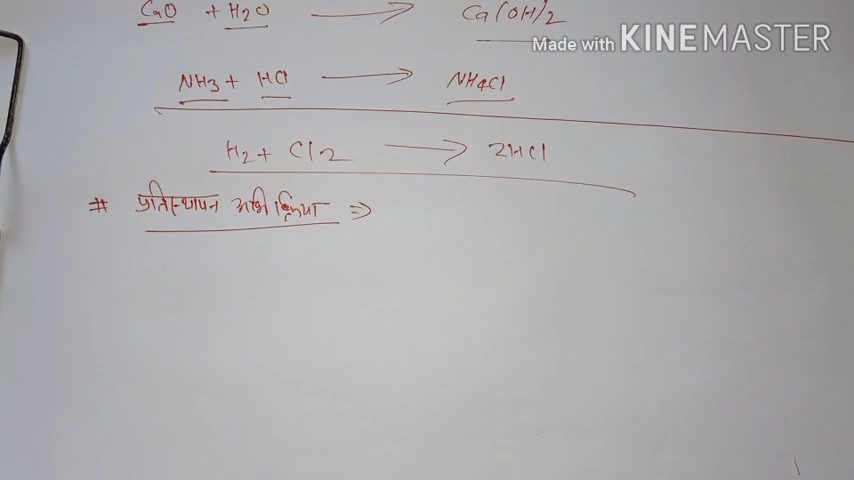 CaO + H2O → Ca(OH)2
Made with KINEMASTER
NH3 + HCl → NH4Cl
H2 + Cl2 → 2HCl
# प्रतिस्थापन अभिक्रिया ⇒